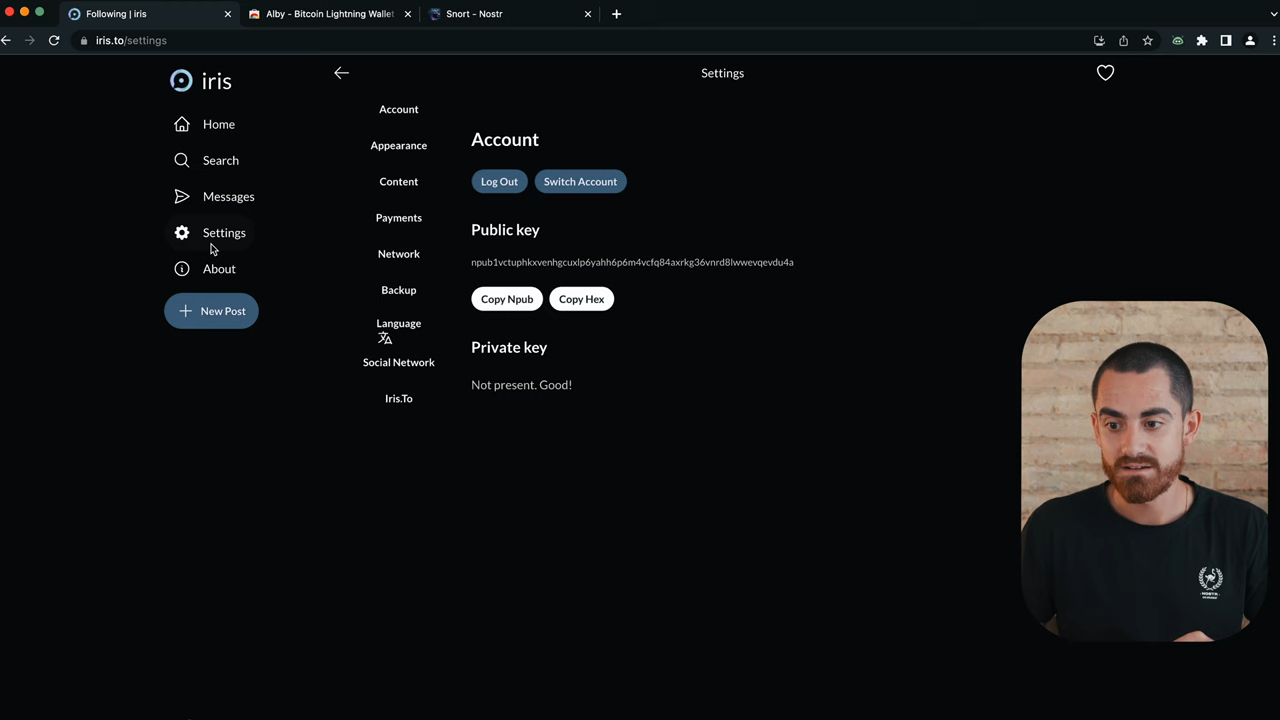 Following | iris
Alby - Bitcoin Lightning Wallet
Snort - Nostr
iris.to/settings
iris
Settings
Home
Search
Messages
Settings
About
New Post
Account
Appearance
Content
Payments
Network
Backup
Language
Social Network
Iris.To
Account
Log Out
Switch Account
Public key
npub1vctuphkxvenhgcuxlp6yahh6p6m4vcfq84axrkg36vnrd8lwwevqevdu4a
Copy Npub
Copy Hex
Private key
Not present. Good!